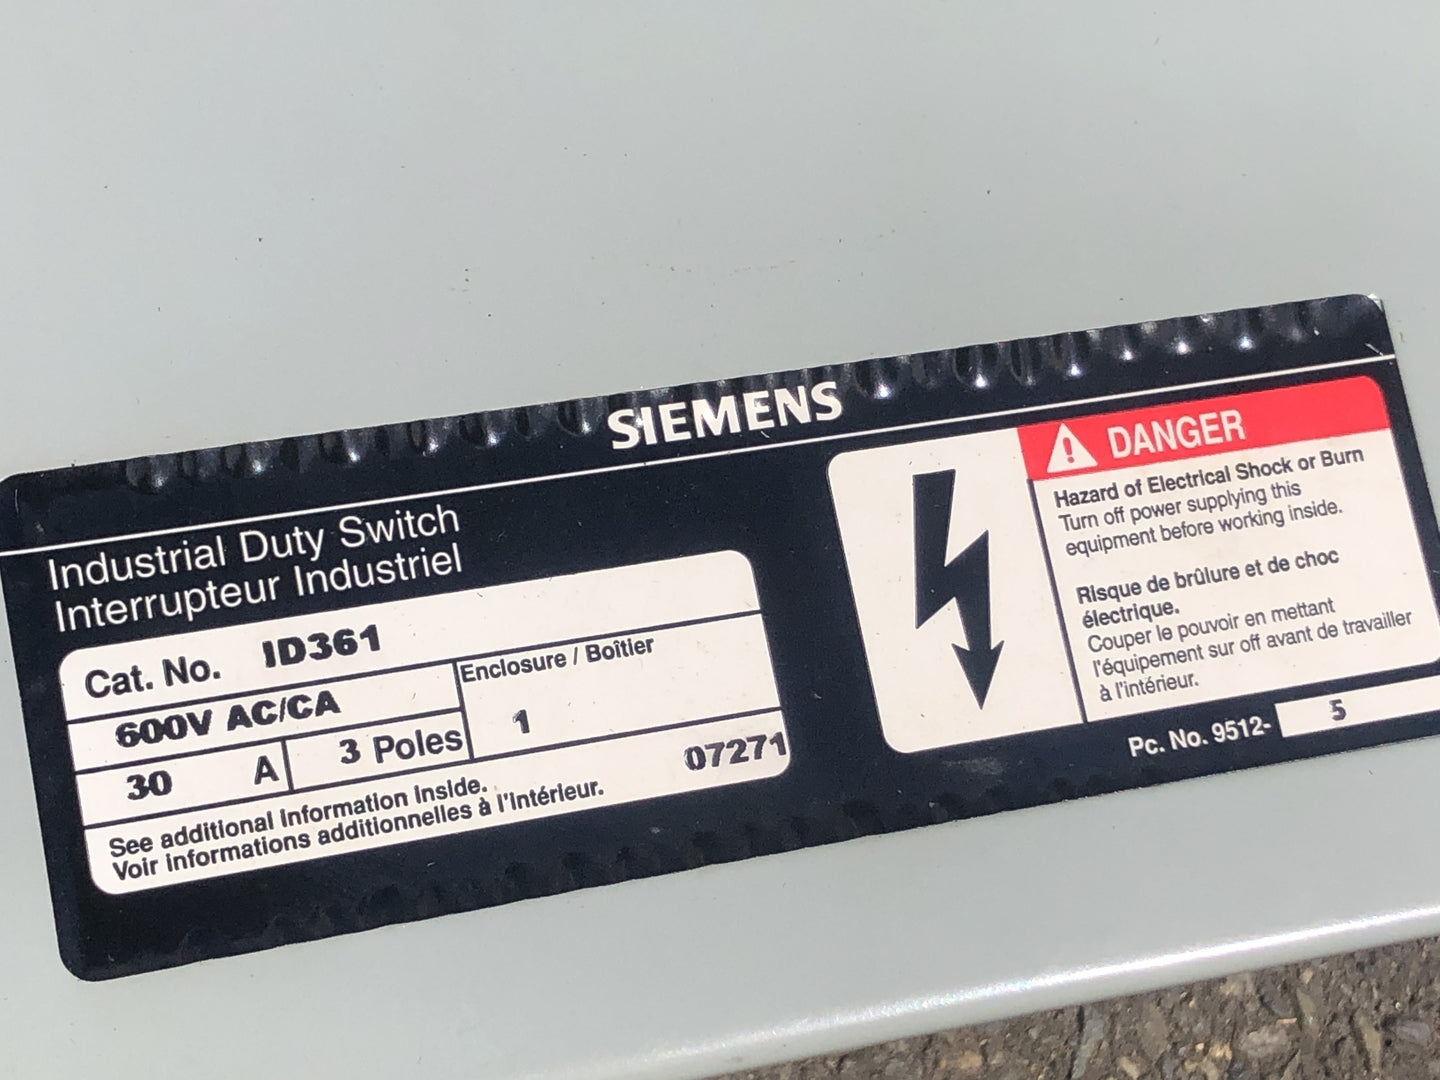 SIEMENS
Industrial Duty Switch
Interrupteur Industriel
Cat. No. ID361
600V AC/CA
Enclosure / Boîtier
1
30 A
3 Poles
07271
See additional information inside.
Voir informations additionnelles à l'intérieur.
DANGER
Hazard of Electrical Shock or Burn
Turn off power supplying this
equipment before working inside.
Risque de brûlure et de choc
électrique.
Couper le pouvoir en mettant
l'équipement sur off avant de travailler
à l'intérieur.
Pc. No. 9512- 5